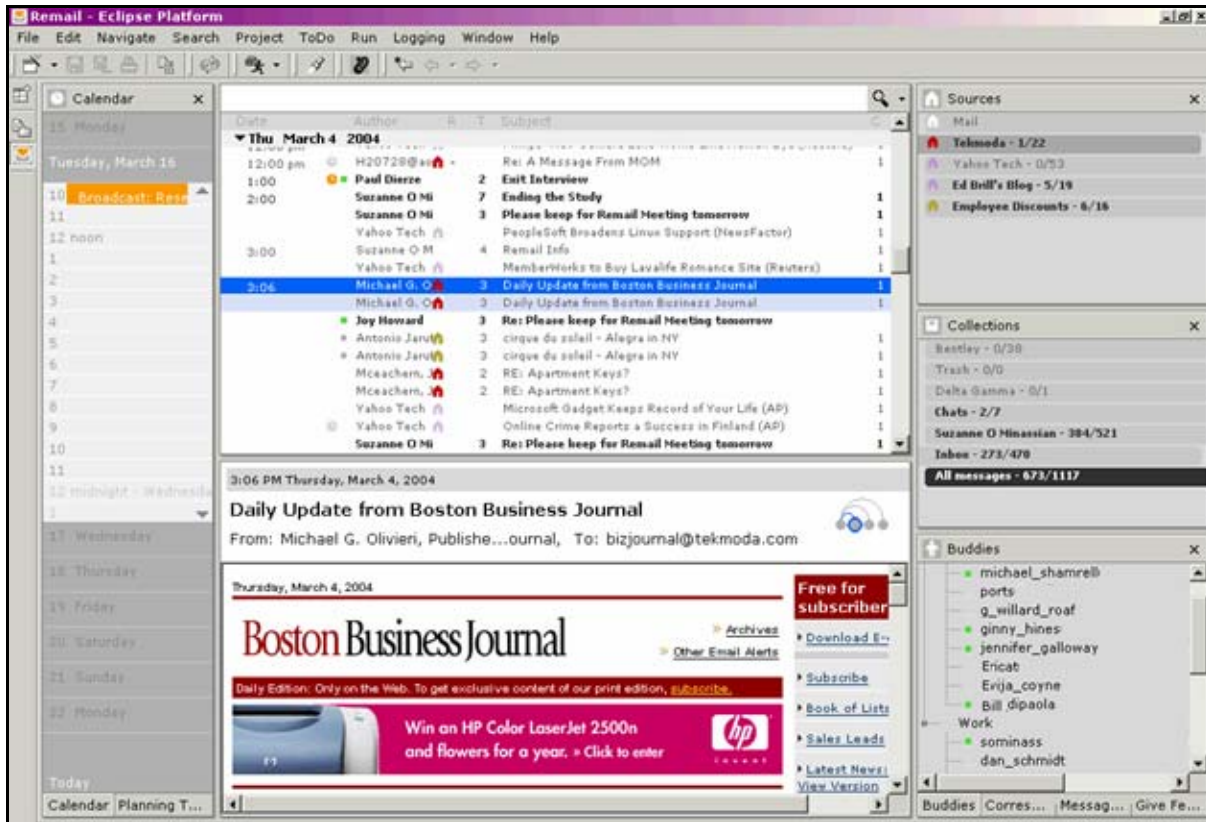 Remail - Eclipse Platform
File Edit Navigate Search Project ToDo Run Logging Window Help
Calendar
15 Monday
Tuesday, March 16
10 Broadcast: Rese
11
12 noon
1
2
3
4
5
6
7
8
9
10
11
12 midnight - Wednesda
1
17 Wednesday
18 Thursday
19 Friday
20 Saturday
21 Sunday
22 Monday
Today
Calendar Planning T...
Date Author R T Subject C
Thu March 4 2004
12:00 pm H20728@ao Re: A Message From MOM 1
1:00 Paul Dierze 2 Exit Interview
2:00 Suzanne O Mi 7 Ending the Study 1
Suzanne O Mi 3 Please keep for Remail Meeting tomorrow 1
Yahoo Tech PeopleSoft Broadens Linux Support (NewsFactor) 1
3:00 Suzanne O M 4 Remail Info 1
Yahoo Tech MemberWorks to Buy Lavalife Romance Site (Reuters) 1
3:06 Michael G. O 3 Daily Update from Boston Business Journal 1
Michael G. O 3 Daily Update from Boston Business Journal 1
Joy Howard 3 Re: Please keep for Remail Meeting tomorrow
Antonio Jaru 3 cirque du soleil - Alegra in NY 1
Antonio Jaru 3 cirque du soleil - Alegra in NY 1
Mceachern, J 2 RE: Apartment Keys? 1
Mceachern, J 2 RE: Apartment Keys? 1
Yahoo Tech Microsoft Gadget Keeps Record of Your Life (AP) 1
Yahoo Tech Online Crime Reports a Success in Finland (AP) 1
Suzanne O Mi 3 Re: Please keep for Remail Meeting tomorrow 1
3:06 PM Thursday, March 4, 2004
Daily Update from Boston Business Journal
From: Michael G. Olivieri, Publishe...ournal, To: bizjournal@tekmoda.com
Thursday, March 4, 2004
Boston Business Journal
» Archives
» Other Email Alerts
Daily Edition: Only on the Web. To get exclusive content of our print edition, subscribe.
Win an HP Color LaserJet 2500n
and flowers for a year. » Click to enter
hp
invent
Free for
subscriber
Download E-
Subscribe
Book of Lists
Sales Leads
Latest News:
View Version
Sources
Mail
Tekmoda - 1/22
Yahoo Tech - 0/53
Ed Brill's Blog - 5/19
Employee Discounts - 6/16
Collections
Bentley - 0/38
Trash - 0/0
Delta Gamma - 0/1
Chats - 2/7
Suzanne O Minassian - 384/521
Inbox - 273/470
All messages - 673/1117
Buddies
michael_shamrell
ports
g_willard_roaf
ginny_hines
jennifer_galloway
Ericat
Evija_coyne
Bill dipaola
Work
sominass
dan_schmidt
Buddies Corres... Messag... Give Fe...